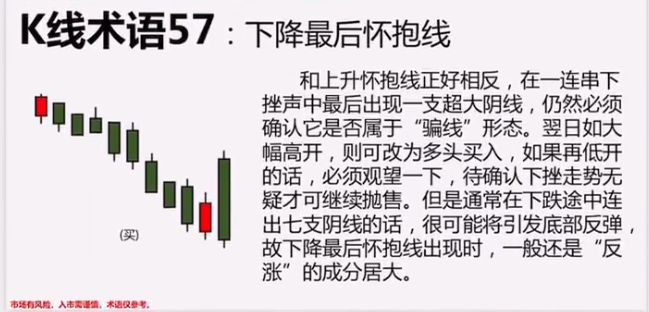 K线术语57：下降最后怀抱线
和上升怀抱线正好相反，在一连串下
挫声中最后出现一支超大阴线，仍然必须
确认它是否属于“骗线”形态。翌日如大
幅高开，则可改为多头买入，如果再低开
的话，必须观望一下，待确认下挫走势无
疑才可继续抛售。但是通常在下跌途中连
出七支阴线的话，很可能将引发底部反弹，
故下降最后怀抱线出现时，一般还是“反
涨”的成分居大。
(买)
市场有风险，入市需谨慎，术语仅参考。